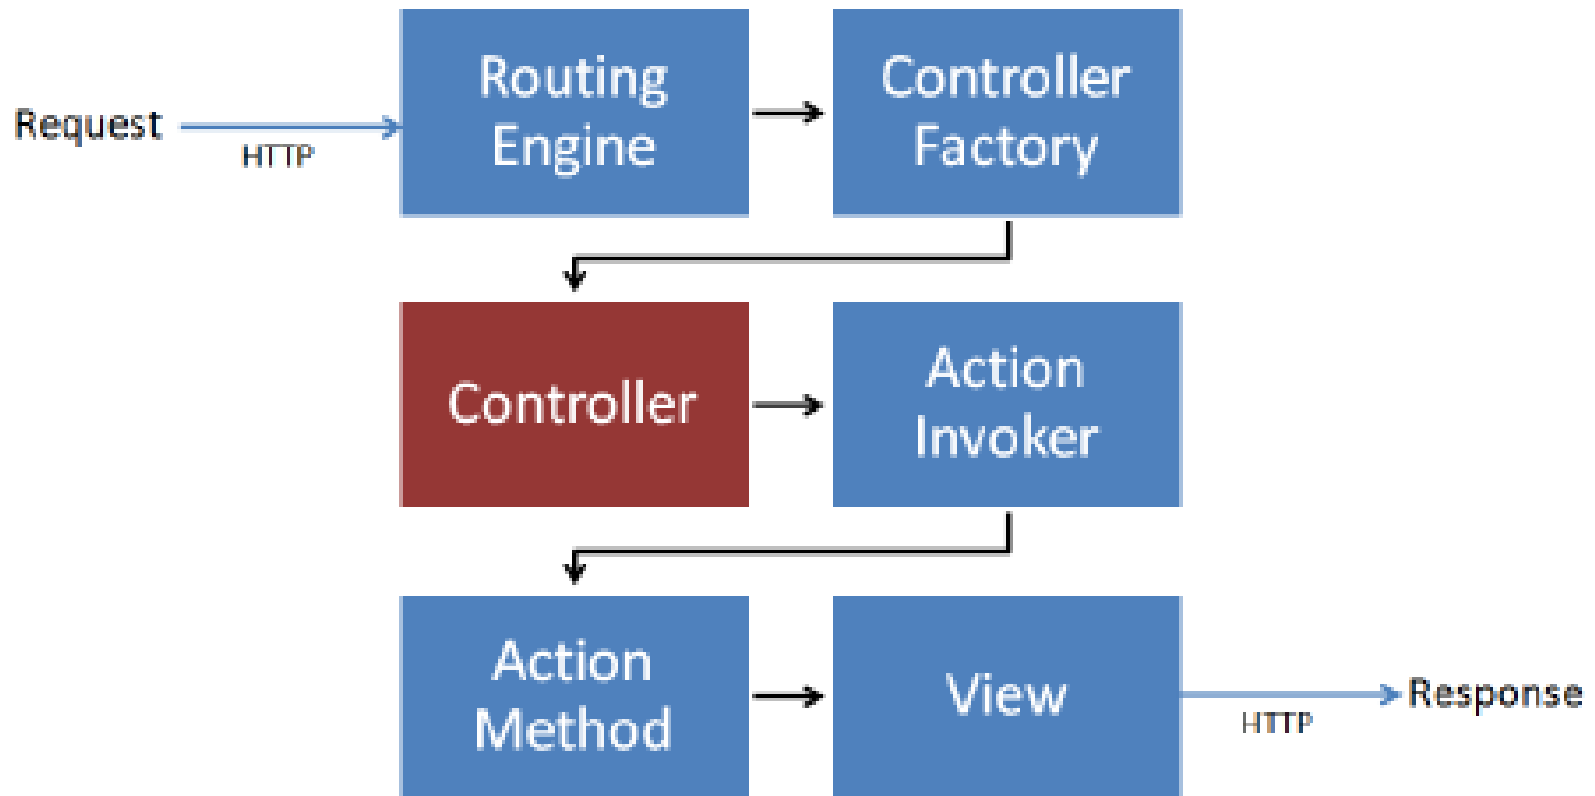 Routing
Engine
Controller
Factory
Request
HTTP
Controller
Action
Invoker
Action
Method
View
Response
HTTP